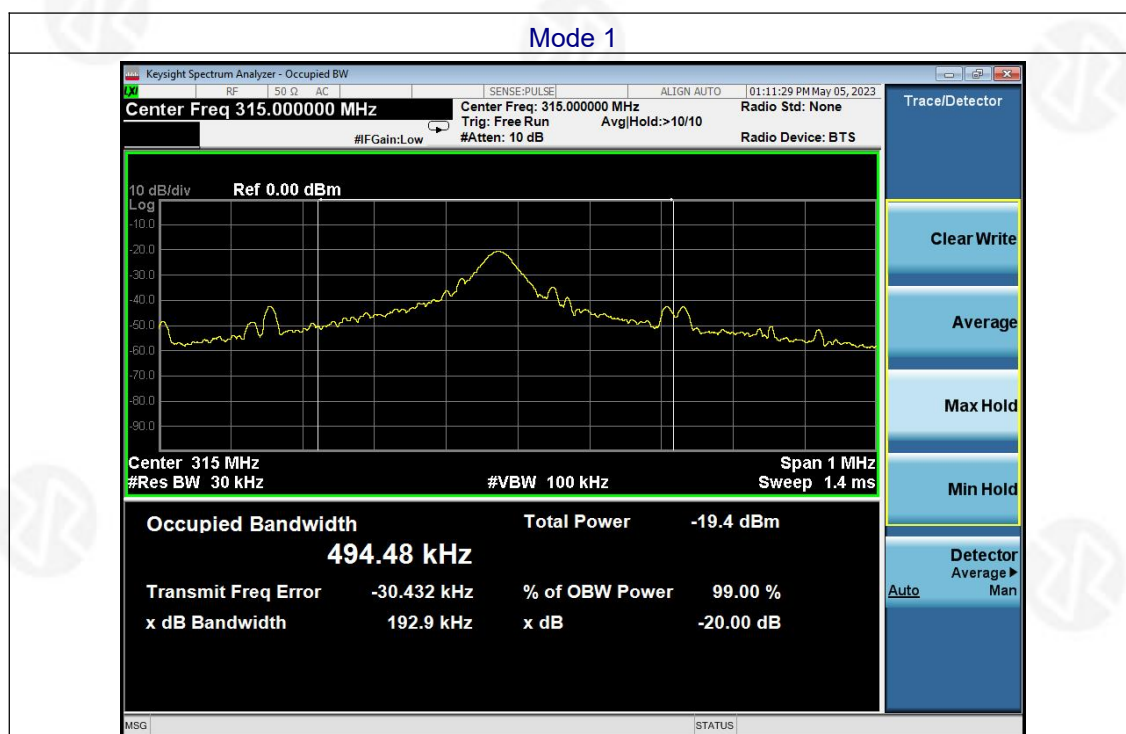 Mode 1
Keysight Spectrum Analyzer - Occupied BW
LXI RF 50 Ω AC SENSE:PULSE ALIGN AUTO 01:11:29 PM May 05, 2023
Center Freq 315.000000 MHz Center Freq: 315.000000 MHz Radio Std: None
Trig: Free Run Avg|Hold:>10/10
#IFGain:Low #Atten: 10 dB Radio Device: BTS
Trace/Detector
10 dB/div Ref 0.00 dBm
Log
-10.0
-20.0
-30.0
-40.0
-50.0
-60.0
-70.0
-80.0
-90.0
Center 315 MHz Span 1 MHz
#Res BW 30 kHz #VBW 100 kHz Sweep 1.4 ms
Occupied Bandwidth Total Power -19.4 dBm
494.48 kHz
Transmit Freq Error -30.432 kHz % of OBW Power 99.00 %
x dB Bandwidth 192.9 kHz x dB -20.00 dB
Clear Write
Average
Max Hold
Min Hold
Detector
Average▶
Auto Man
MSG STATUS